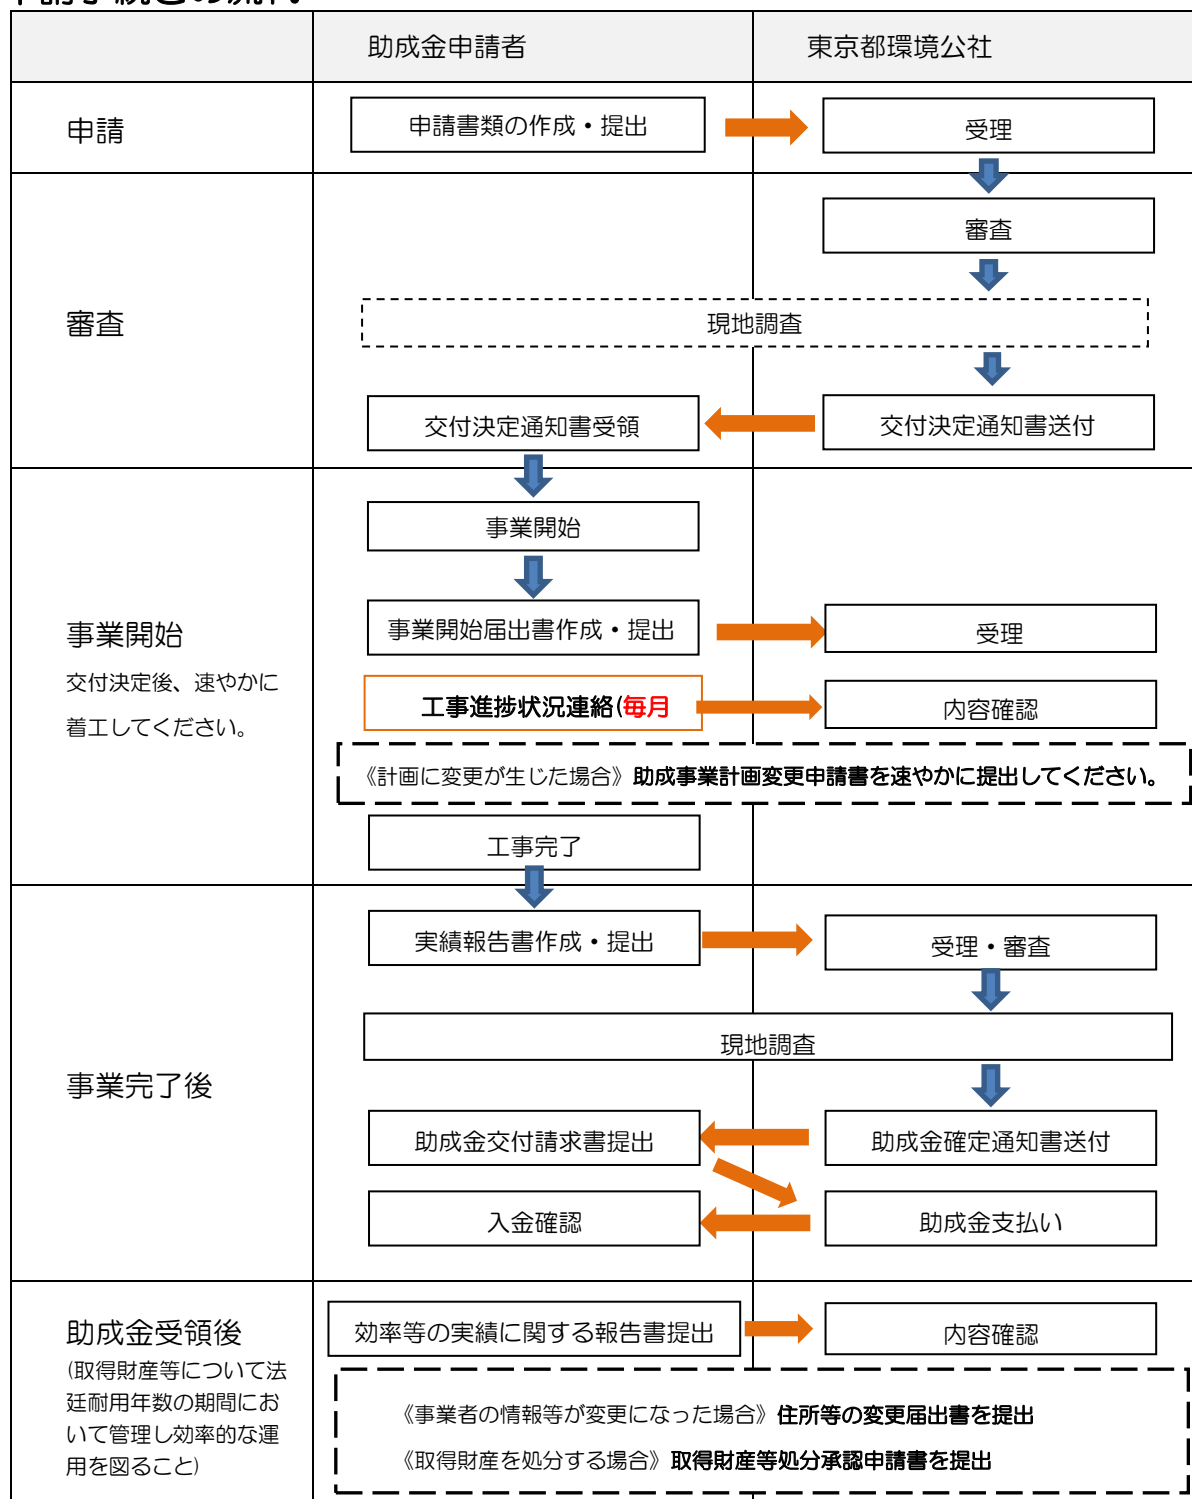 申請手続きの流れ
助成金申請者
東京都環境公社
申請
申請書類の作成・提出
受理
審査
審査
現地調査
交付決定通知書受領
交付決定通知書送付
事業開始
交付決定後、速やかに
着工してください。
事業開始
事業開始届出書作成・提出
受理
工事進捗状況連絡(毎月
内容確認
《計画に変更が生じた場合》助成事業計画変更申請書を速やかに提出してください。
工事完了
事業完了後
実績報告書作成・提出
受理・審査
現地調査
助成金交付請求書提出
助成金確定通知書送付
入金確認
助成金支払い
助成金受領後
(取得財産等について法
廷耐用年数の期間にお
いて管理し効率的な運
用を図ること)
効率等の実績に関する報告書提出
内容確認
《事業者の情報等が変更になった場合》住所等の変更届出書を提出
《取得財産を処分する場合》取得財産等処分承認申請書を提出